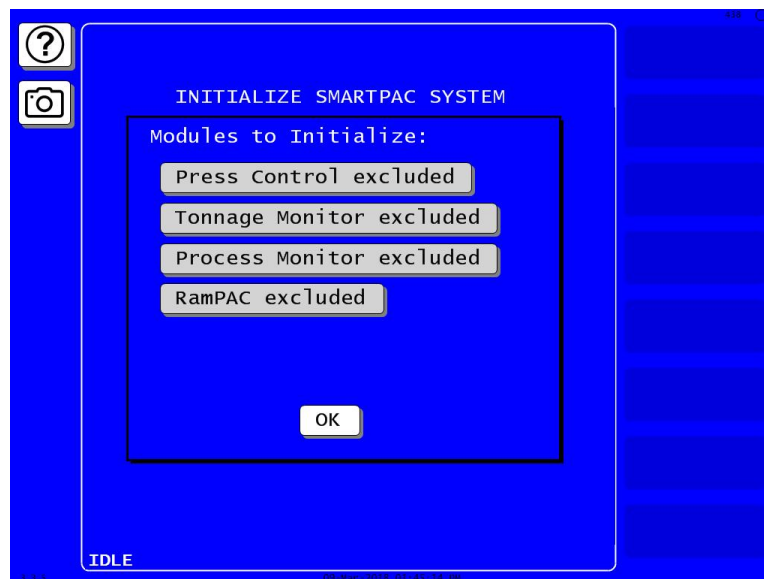 INITIALIZE SMARTPAC SYSTEM
Modules to Initialize:
Press Control excluded
Tonnage Monitor excluded
Process Monitor excluded
RamPAC excluded
OK
IDLE